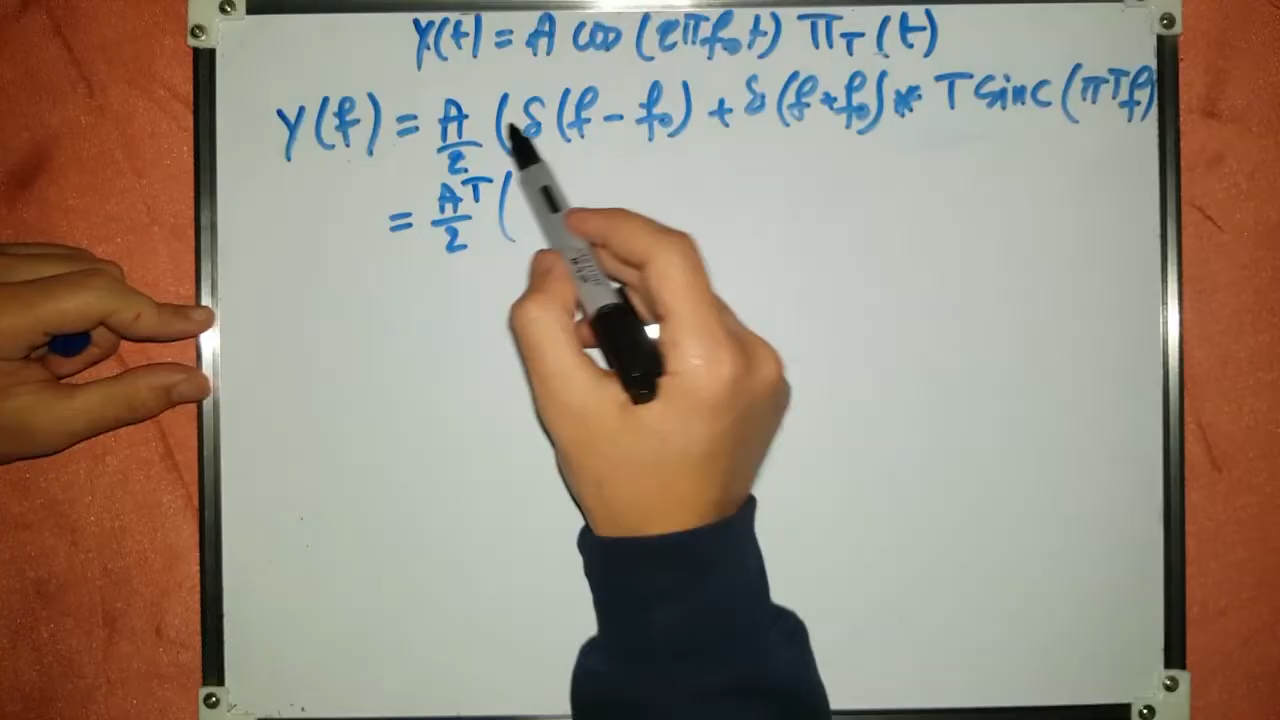 y(t) = A cos (2πf₀t) Π_T (t)
Y(f) = A/2 (δ(f - f₀) + δ(f + f₀) * T sinc (πTf)
= AT/2 (